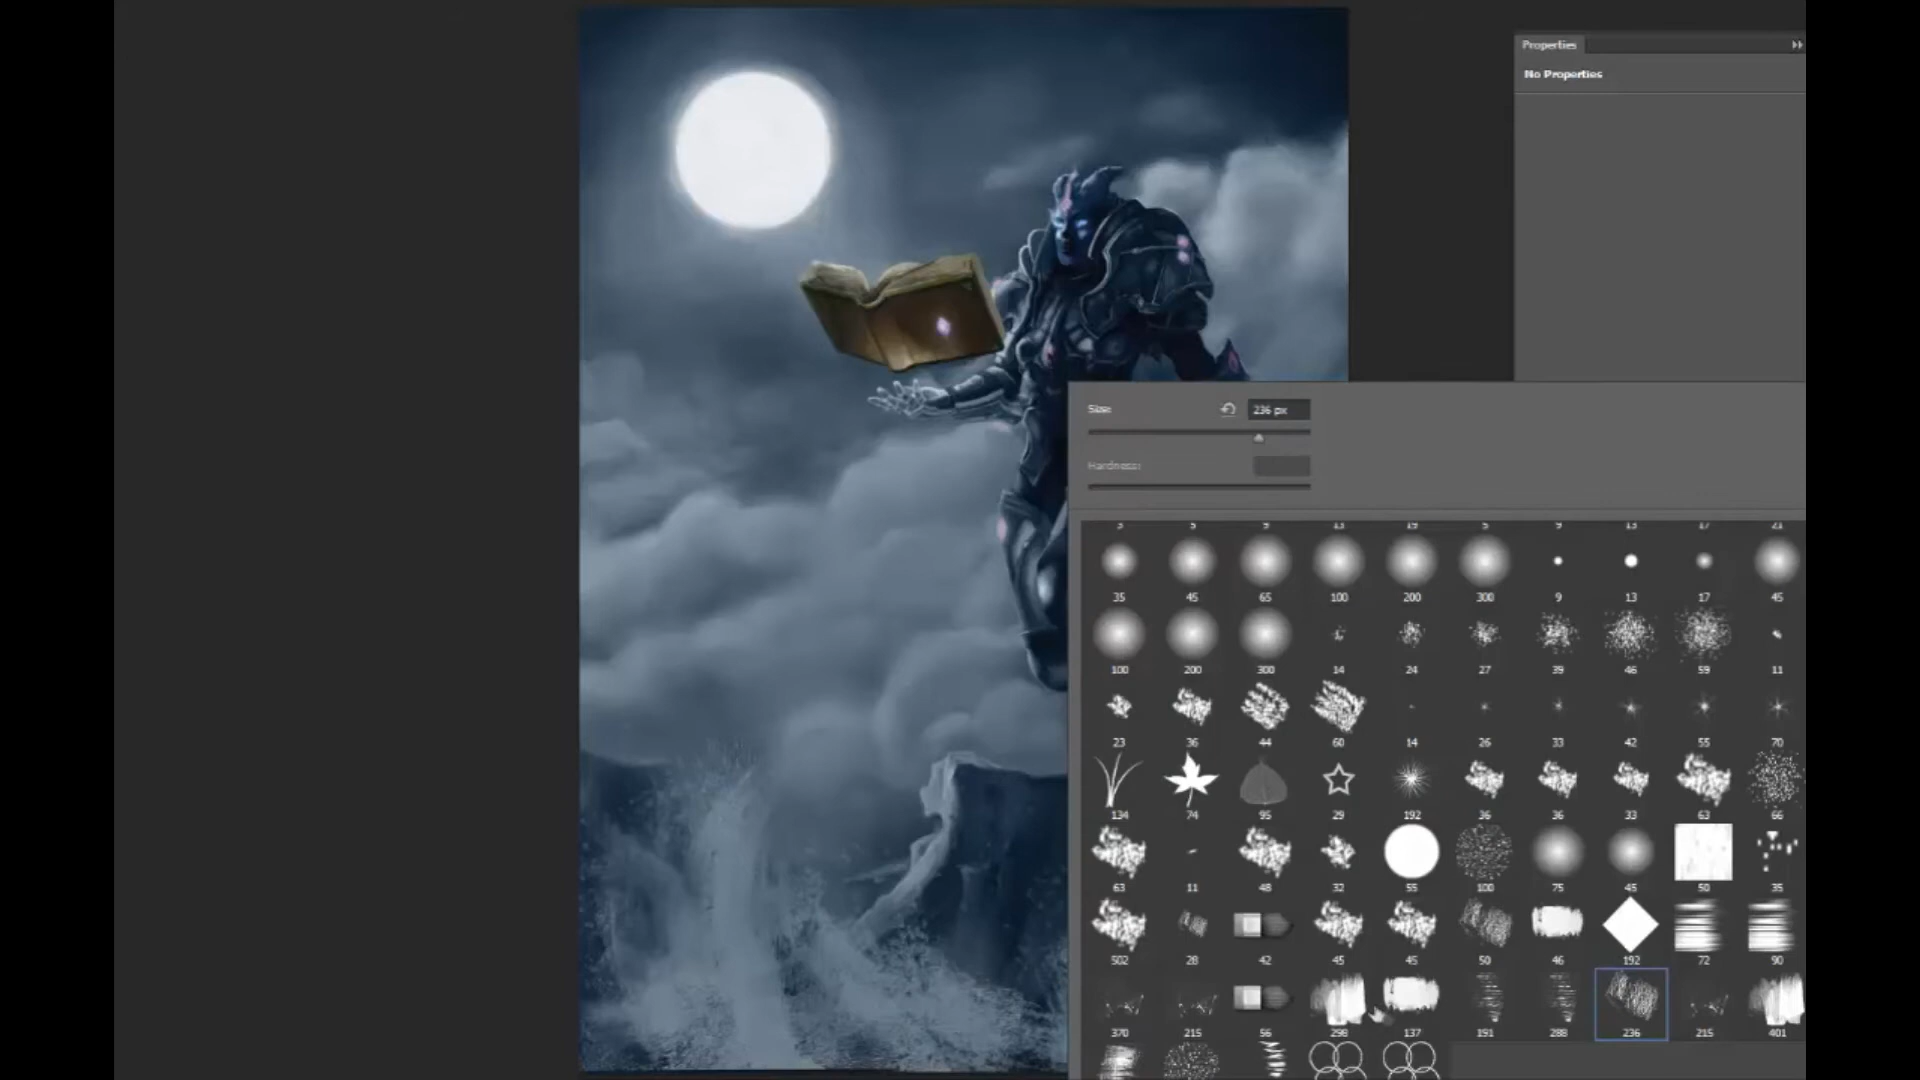 Properties
No Properties
Size: 236 px
Hardness:
3 5 9 13 19 5 9 13 17 21
35 45 65 100 200 300 9 13 17 45
100 200 300 14 24 27 39 46 59 11
23 36 44 60 14 26 33 42 55 70
134 74 95 29 192 36 36 33 63 66
63 11 48 32 55 100 75 45 50 35
502 28 42 45 45 50 46 192 72 90
370 215 56 298 137 191 288 236 215 401